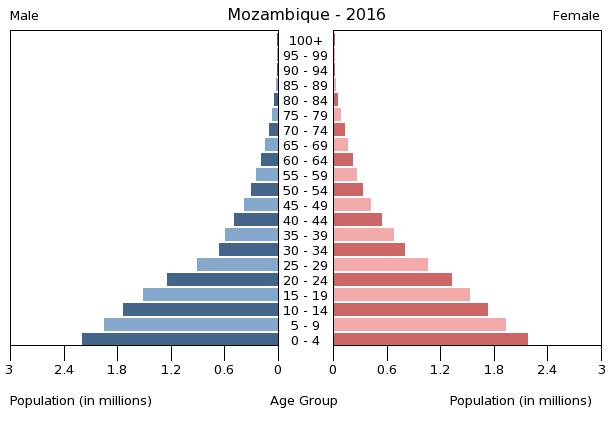 Male Mozambique - 2016 Female
100+
95 - 99
90 - 94
85 - 89
80 - 84
75 - 79
70 - 74
65 - 69
60 - 64
55 - 59
50 - 54
45 - 49
40 - 44
35 - 39
30 - 34
25 - 29
20 - 24
15 - 19
10 - 14
5 - 9
0 - 4
3 2.4 1.8 1.2 0.6 0 0 0.6 1.2 1.8 2.4 3
Population (in millions) Age Group Population (in millions)